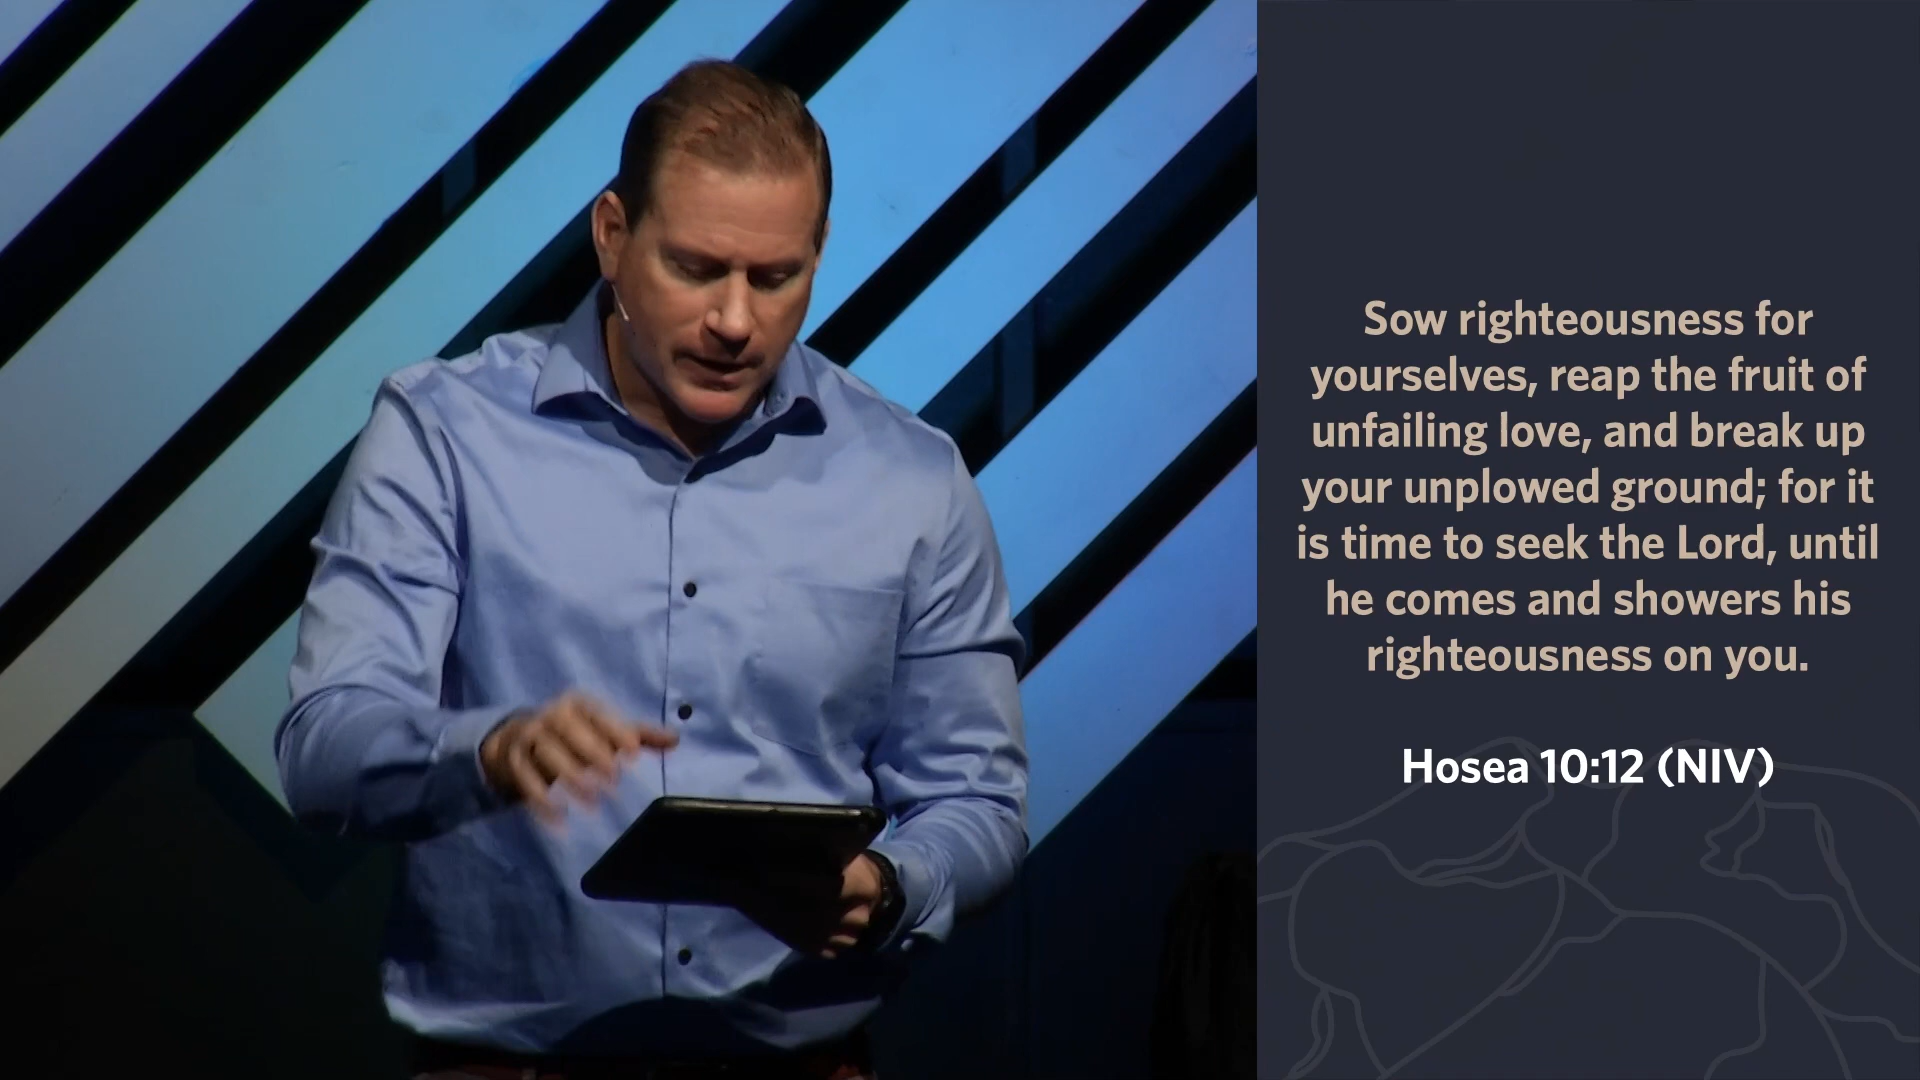 Sow righteousness for
yourselves, reap the fruit of
unfailing love, and break up
your unplowed ground; for it
is time to seek the Lord, until
he comes and showers his
righteousness on you.
Hosea 10:12 (NIV)